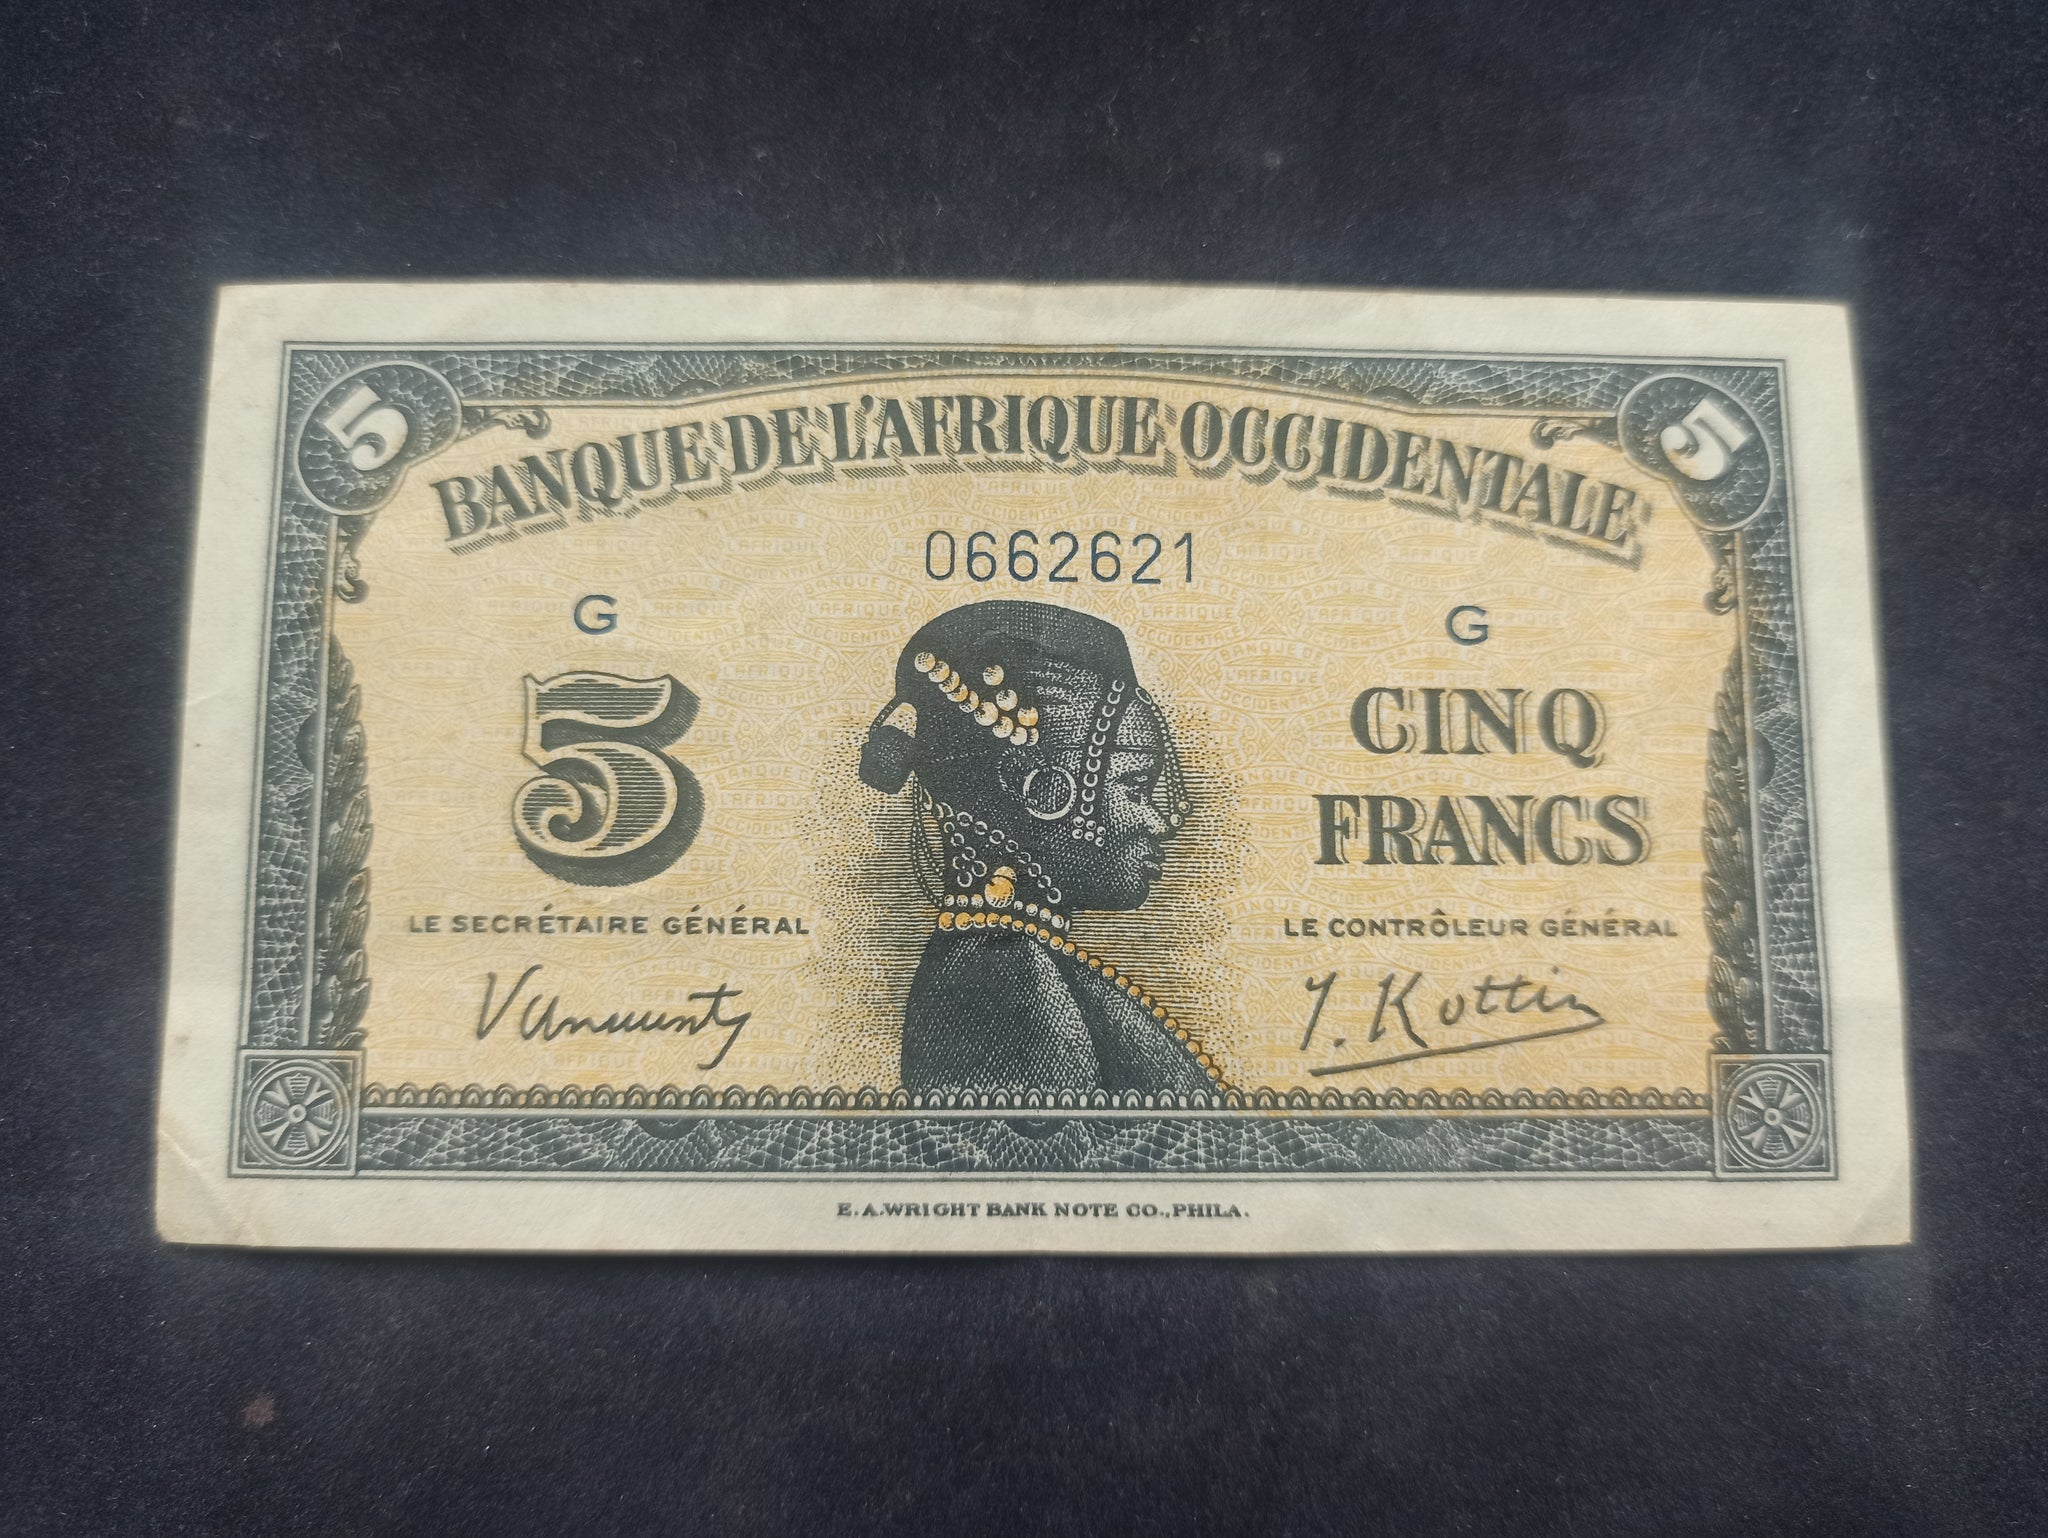 5 5
BANQUE DE L'AFRIQUE OCCIDENTALE
0662621
G G
5
CINQ
FRANCS
LE SECRÉTAIRE GÉNÉRAL LE CONTRÔLEUR GÉNÉRAL
E. A. WRIGHT BANK NOTE CO., PHILA.